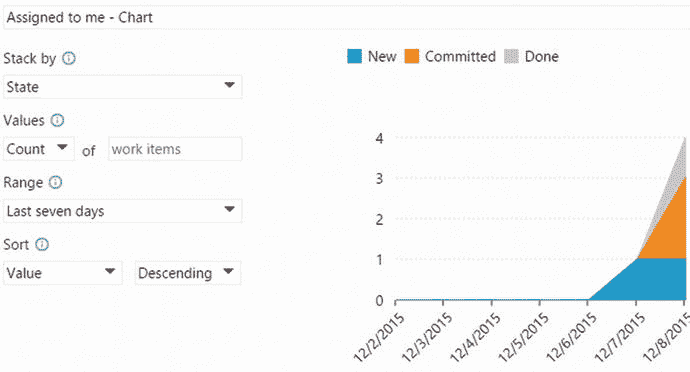 Assigned to me - Chart
Stack by
State
Values
Count of work items
Range
Last seven days
Sort
Value Descending
New Committed Done
4
3
2
1
0
12/2/2015 12/3/2015 12/4/2015 12/5/2015 12/6/2015 12/7/2015 12/8/2015